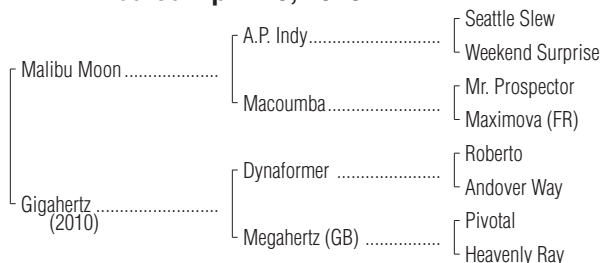 Seattle Slew
A.P. Indy
Weekend Surprise
Malibu Moon
Mr. Prospector
Macoumba
Maximova (FR)
Roberto
Dynaformer
Andover Way
Gigahertz
(2010)
Pivotal
Megahertz (GB)
Heavenly Ray